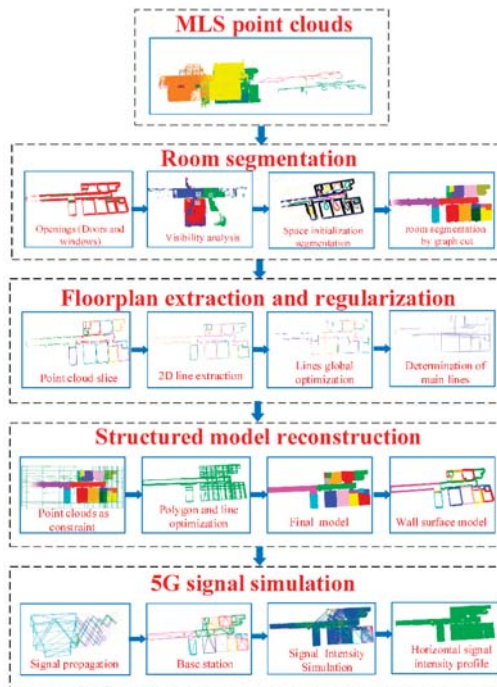 MLS point clouds
Room segmentation
Openings (Doors and
windows)
Visibility analysis
Space initialization
segmentation
room segmentation
by graph cut
Floorplan extraction and regularization
Point cloud slice
2D line extraction
Lines global
optimization
Determination of
main lines
Structured model reconstruction
Point clouds as
constraint
Polygon and line
optimization
Final model
Wall surface model
5G signal simulation
Signal propagation
Base station
Signal Intensity
Simulation
Horizontal signal
intensity profile